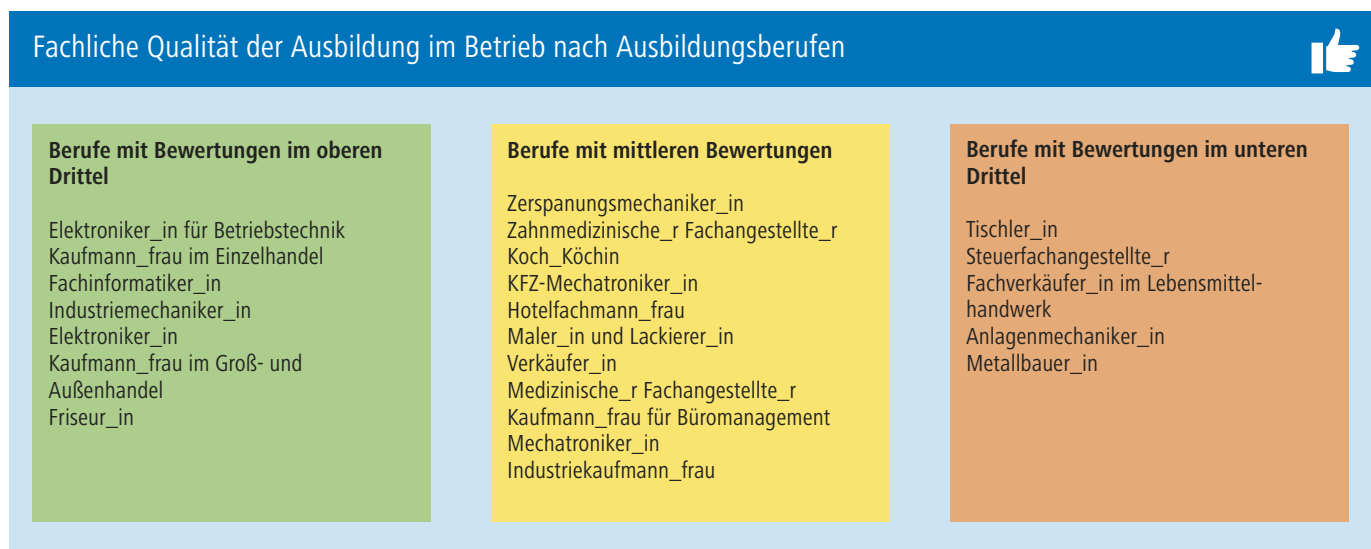 Fachliche Qualität der Ausbildung im Betrieb nach Ausbildungsberufen
Berufe mit Bewertungen im oberen
Drittel
Elektroniker_in für Betriebstechnik
Kaufmann_frau im Einzelhandel
Fachinformatiker_in
Industriemechaniker_in
Elektroniker_in
Kaufmann_frau im Groß- und
Außenhandel
Friseur_in
Berufe mit mittleren Bewertungen
Zerspanungsmechaniker_in
Zahnmedizinische_r Fachangestellte_r
Koch_Köchin
KFZ-Mechatroniker_in
Hotelfachmann_frau
Maler_in und Lackierer_in
Verkäufer_in
Medizinische_r Fachangestellte_r
Kaufmann_frau für Büromanagement
Mechatroniker_in
Industriekaufmann_frau
Berufe mit Bewertungen im unteren
Drittel
Tischler_in
Steuerfachangestellte_r
Fachverkäufer_in im Lebensmittel-
handwerk
Anlagenmechaniker_in
Metallbauer_in